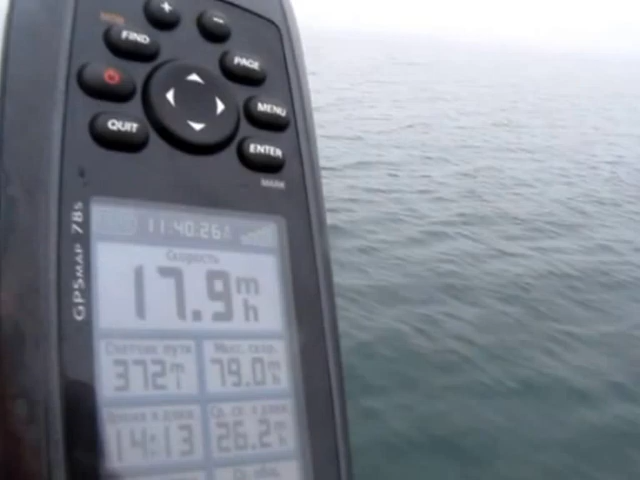 +
-
FIND
PAGE
MENU
QUIT
ENTER
MARK
GPSMAP 78s
11:40:26
Скорость
17.9 m/h
Счетчик пути
Макс. скор.
372
79.0 m/h
Время в движ.
Ср. ск. в движ.
14:13
26.2 m/h